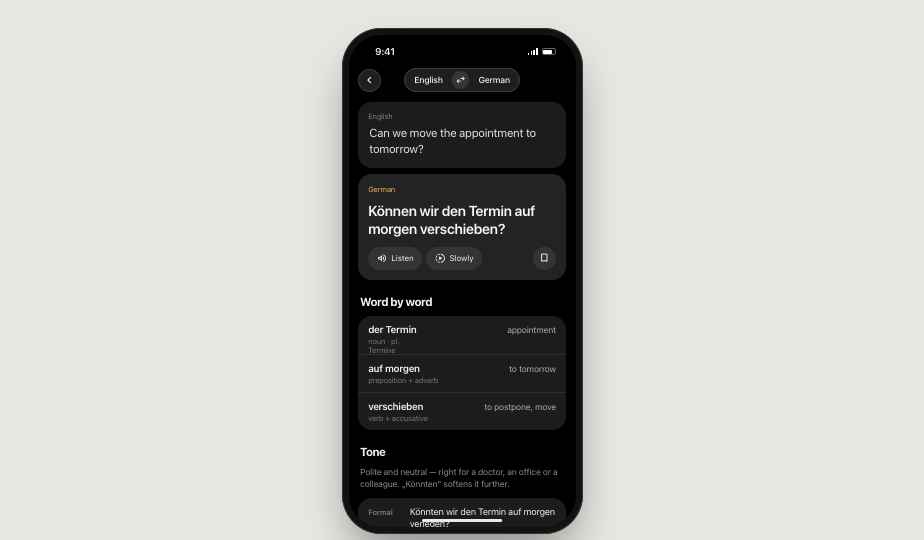 9:41
English
German
English
Can we move the appointment to
tomorrow?
German
Können wir den Termin auf
morgen verschieben?
Listen
Slowly
Word by word
der Termin
appointment
noun · pl.
Termine
auf morgen
to tomorrow
preposition + adverb
verschieben
to postpone, move
verb + accusative
Tone
Polite and neutral — right for a doctor, an office or a
colleague. „Könnten“ softens it further.
Formal
Könnten wir den Termin auf morgen
verlegen?